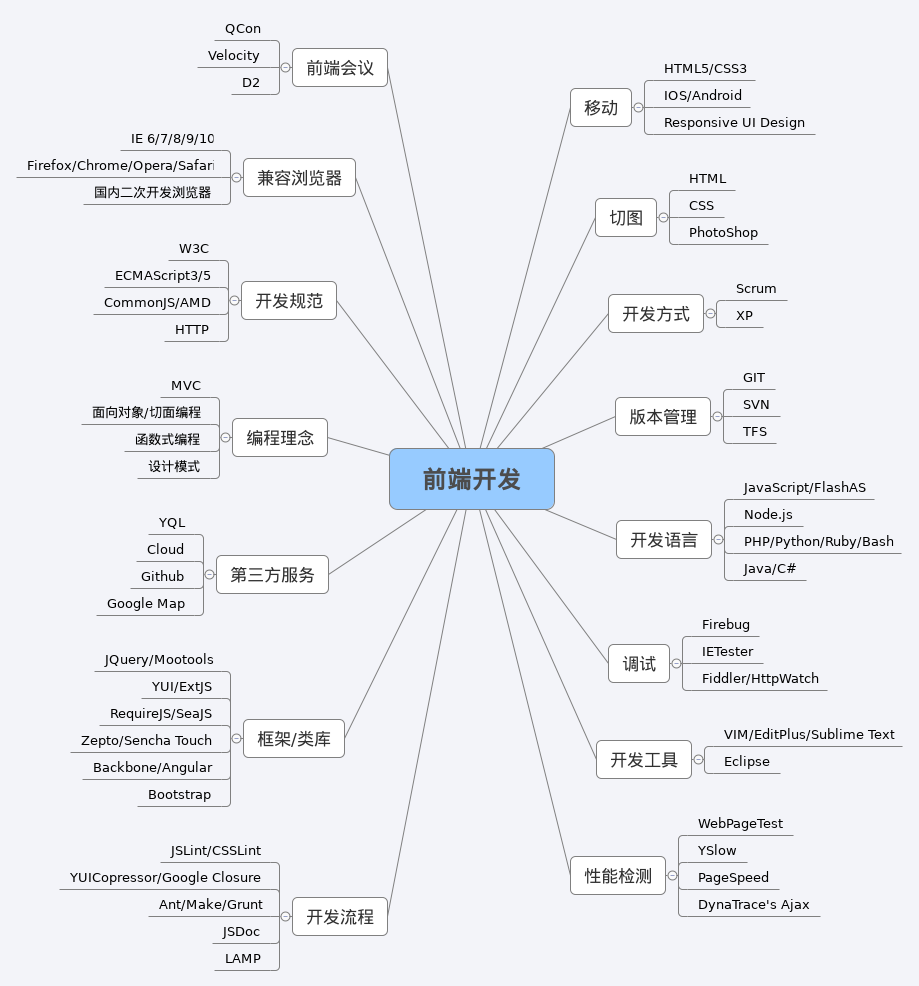 前端开发
前端会议
QCon
Velocity
D2
兼容浏览器
IE 6/7/8/9/10
Firefox/Chrome/Opera/Safari
国内二次开发浏览器
开发规范
W3C
ECMAScript3/5
CommonJS/AMD
HTTP
编程理念
MVC
面向对象/切面编程
函数式编程
设计模式
第三方服务
YQL
Cloud
Github
Google Map
框架/类库
JQuery/Mootools
YUI/ExtJS
RequireJS/SeaJS
Zepto/Sencha Touch
Backbone/Angular
Bootstrap
开发流程
JSLint/CSSLint
YUICopressor/Google Closure
Ant/Make/Grunt
JSDoc
LAMP
移动
HTML5/CSS3
IOS/Android
Responsive UI Design
切图
HTML
CSS
PhotoShop
开发方式
Scrum
XP
版本管理
GIT
SVN
TFS
开发语言
JavaScript/FlashAS
Node.js
PHP/Python/Ruby/Bash
Java/C#
调试
Firebug
IETester
Fiddler/HttpWatch
开发工具
VIM/EditPlus/Sublime Text
Eclipse
性能检测
WebPageTest
YSlow
PageSpeed
DynaTrace's Ajax